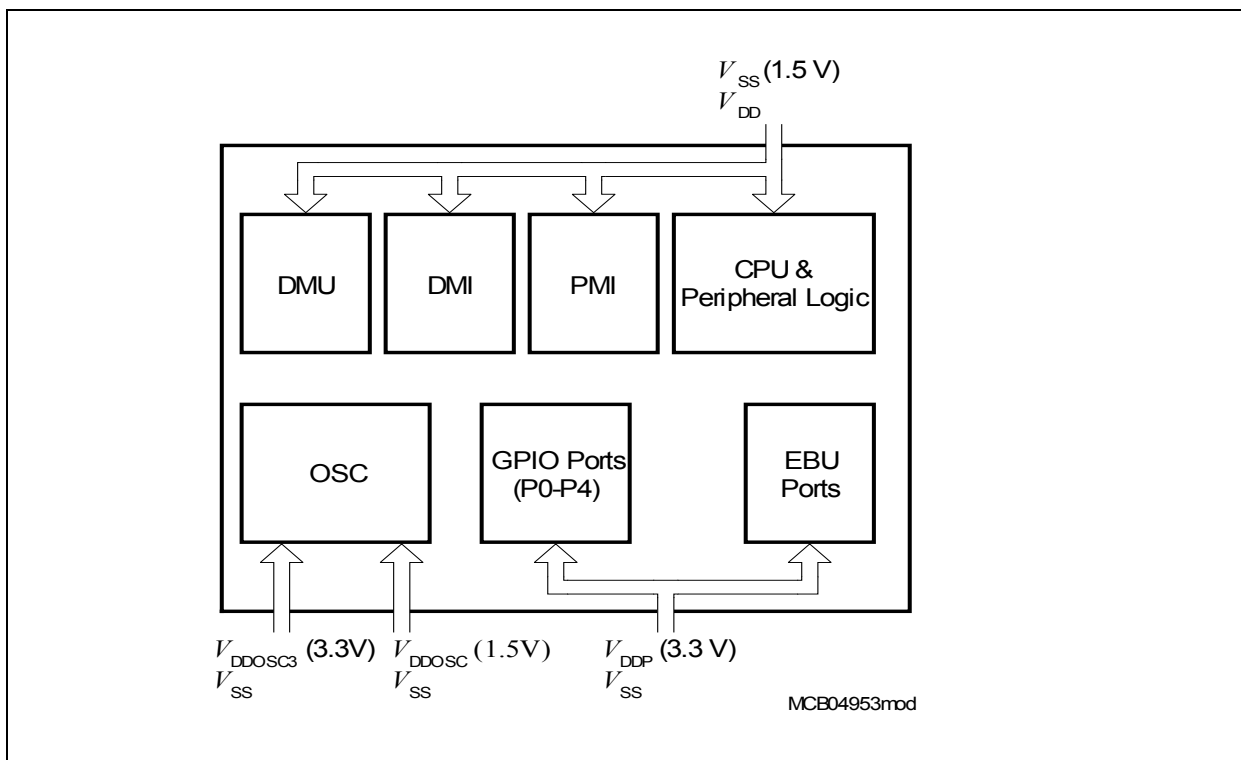 VSS (1.5 V)
VDD
DMU
DMI
PMI
CPU &
Peripheral Logic
OSC
GPIO Ports
(P0-P4)
EBU
Ports
VDDOSC3 (3.3V)
VSS
VDDOSC (1.5V)
VSS
VDDP (3.3 V)
VSS
MCB04953mod